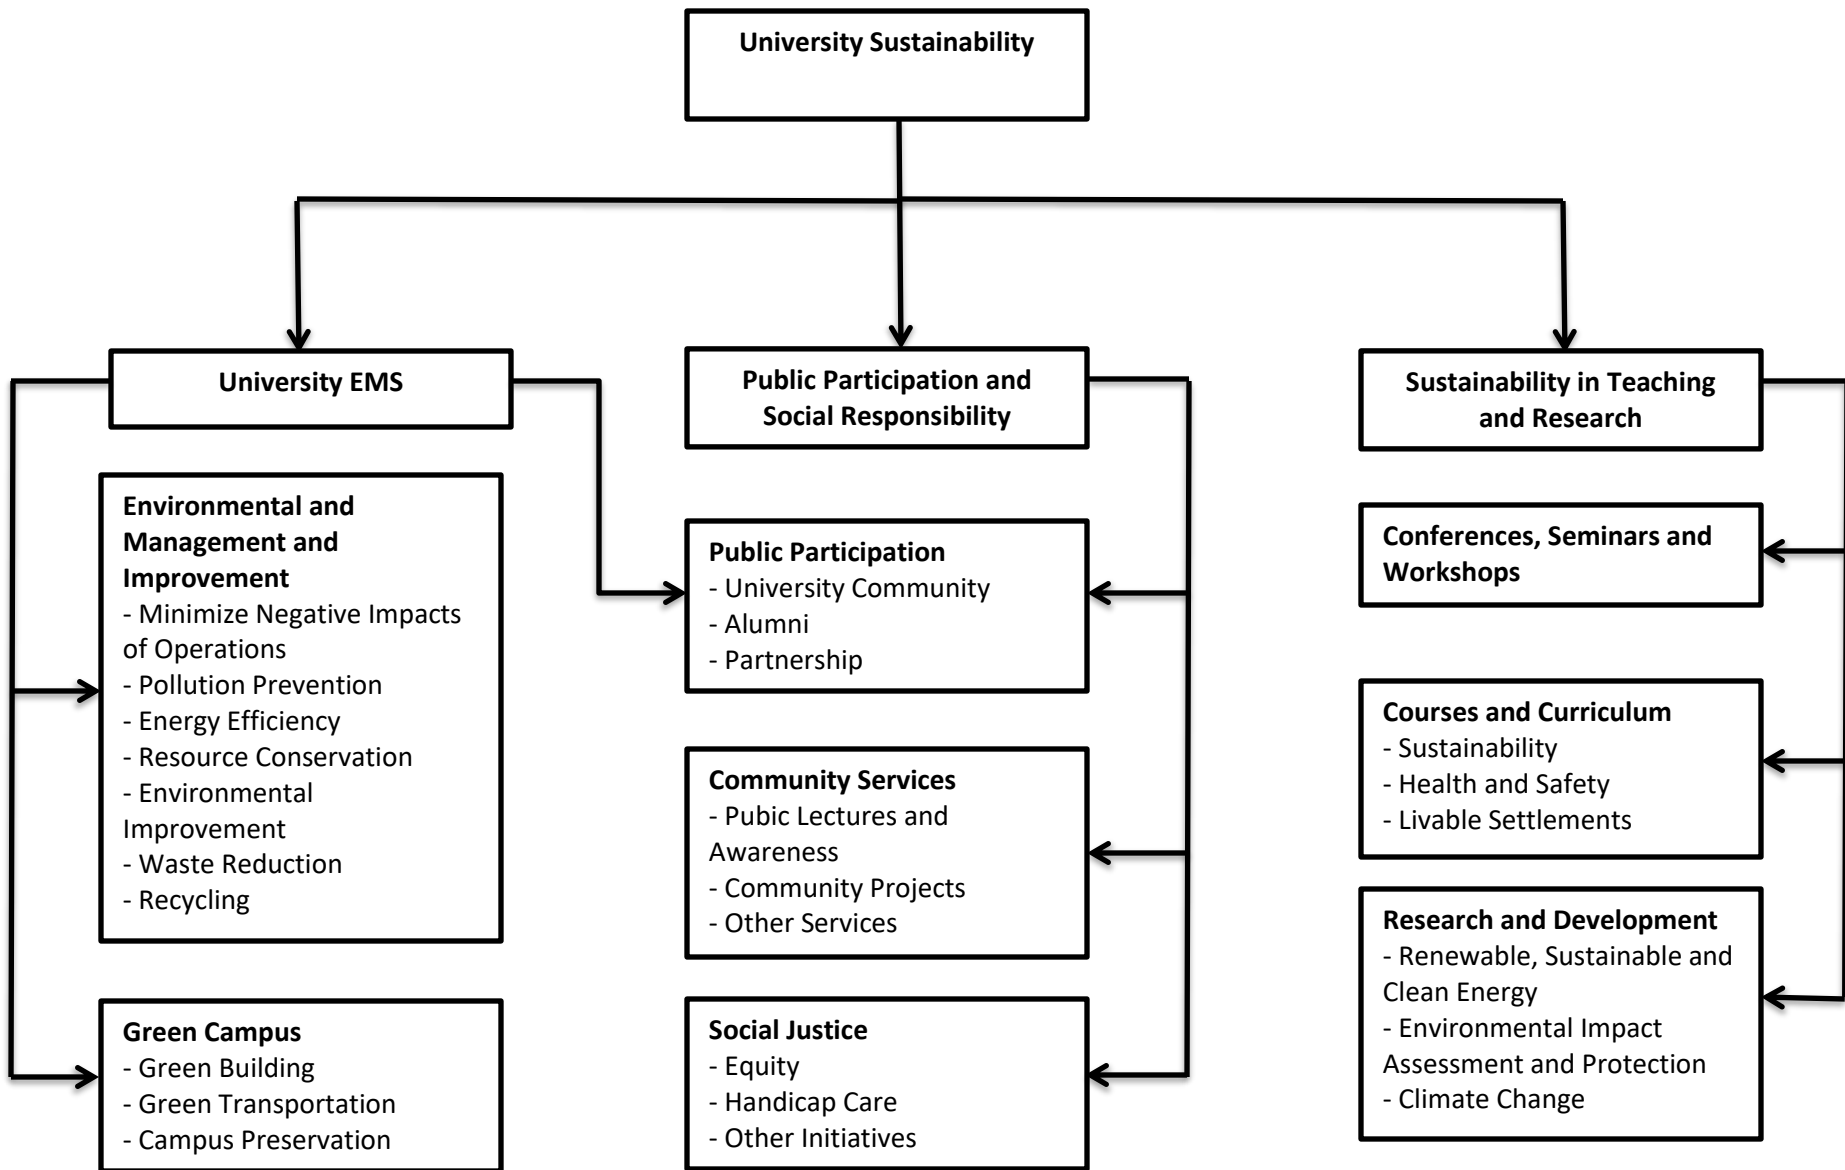 University Sustainability
University EMS
Public Participation and
Social Responsibility
Sustainability in Teaching
and Research
Environmental and
Management and
Improvement
- Minimize Negative Impacts
of Operations
- Pollution Prevention
- Energy Efficiency
- Resource Conservation
- Environmental
Improvement
- Waste Reduction
- Recycling
Green Campus
- Green Building
- Green Transportation
- Campus Preservation
Public Participation
- University Community
- Alumni
- Partnership
Community Services
- Pubic Lectures and
Awareness
- Community Projects
- Other Services
Social Justice
- Equity
- Handicap Care
- Other Initiatives
Conferences, Seminars and
Workshops
Courses and Curriculum
- Sustainability
- Health and Safety
- Livable Settlements
Research and Development
- Renewable, Sustainable and
Clean Energy
- Environmental Impact
Assessment and Protection
- Climate Change